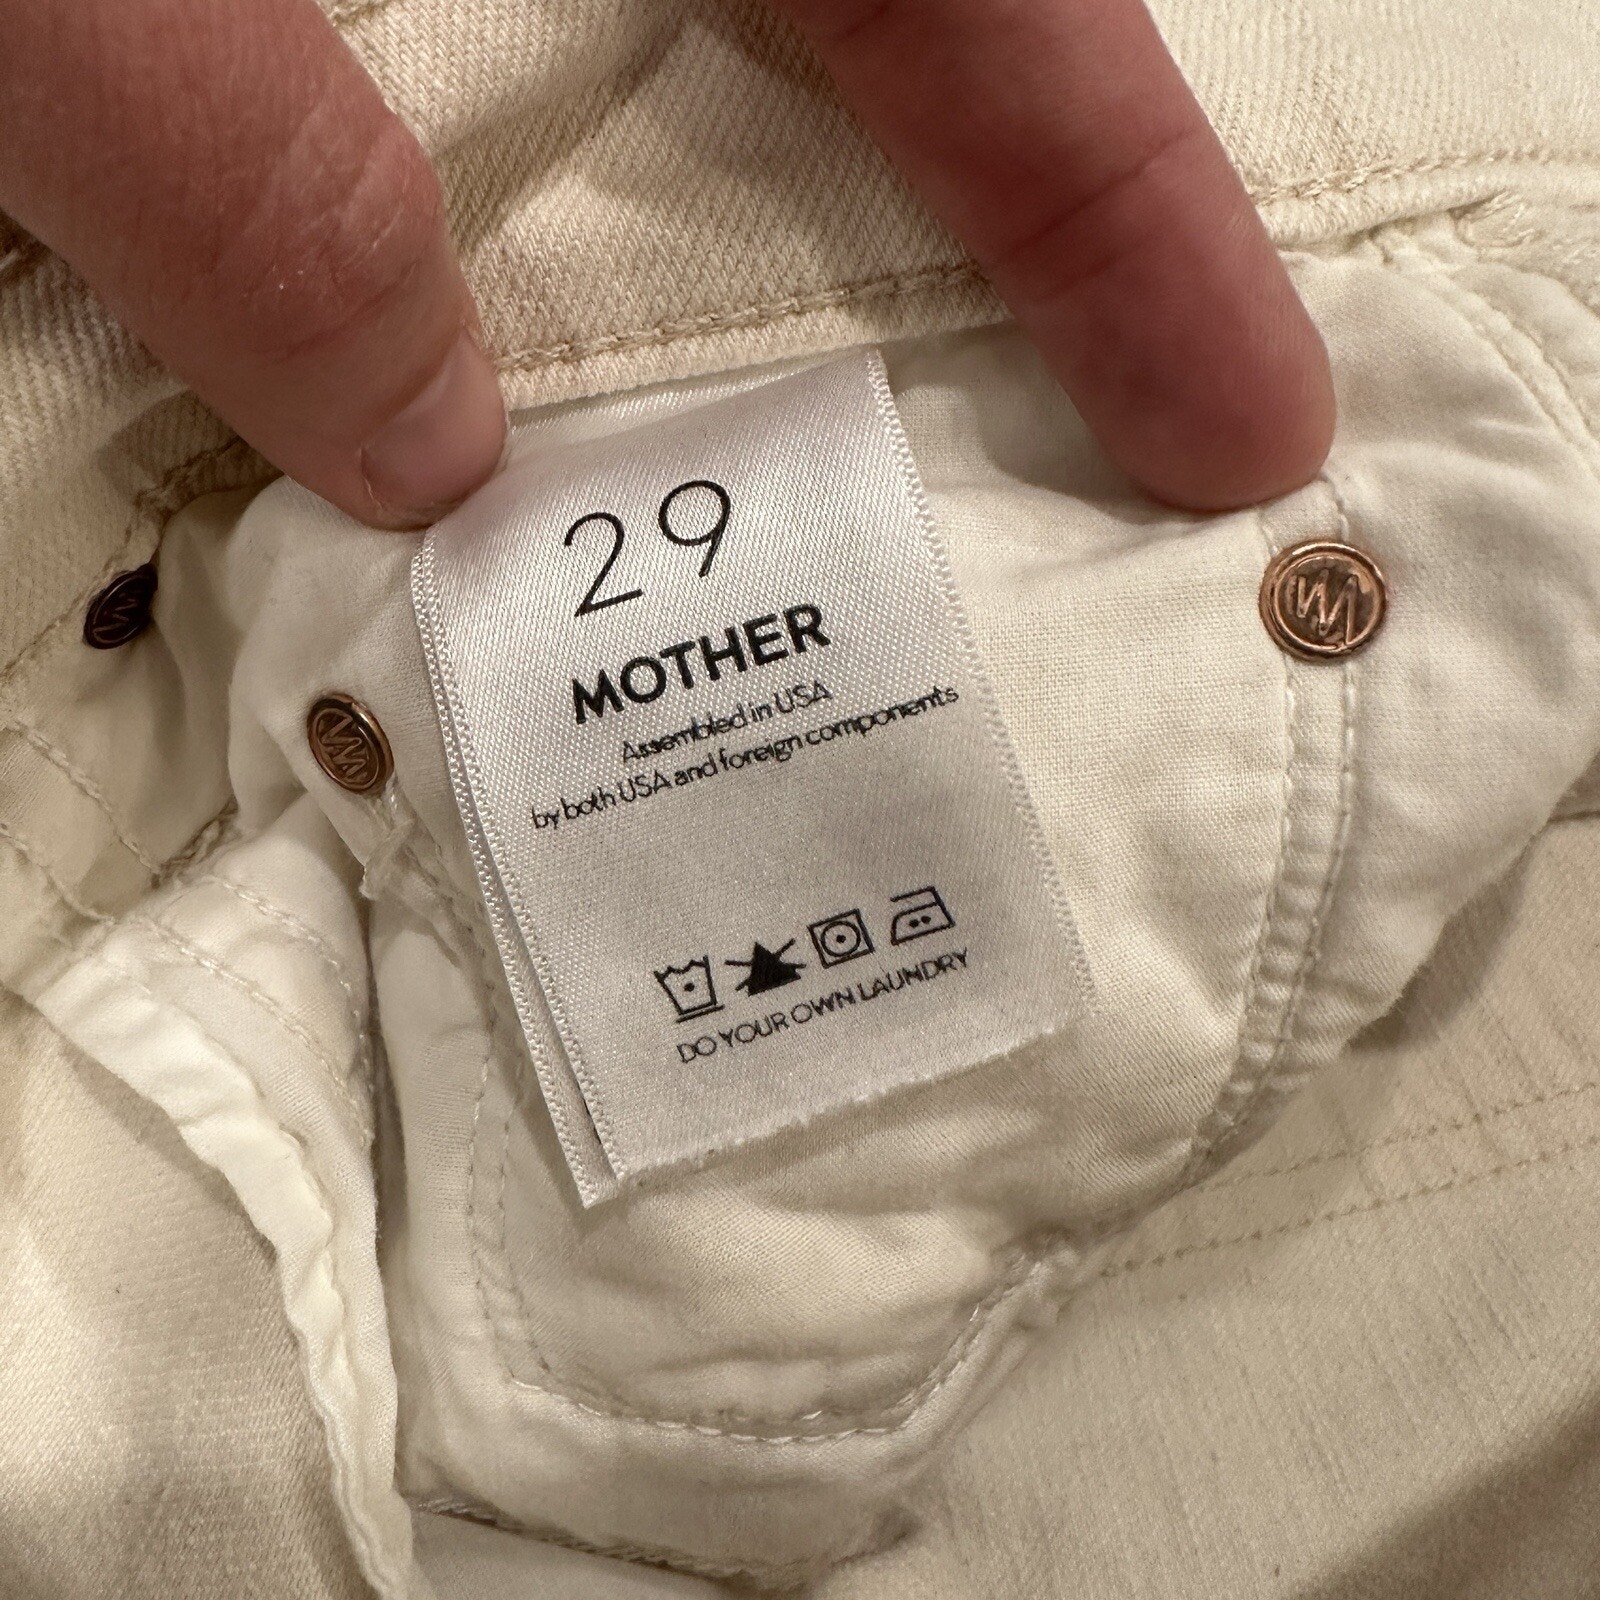 29
MOTHER
Assembled in USA
by both USA and foreign components
DO YOUR OWN LAUNDRY